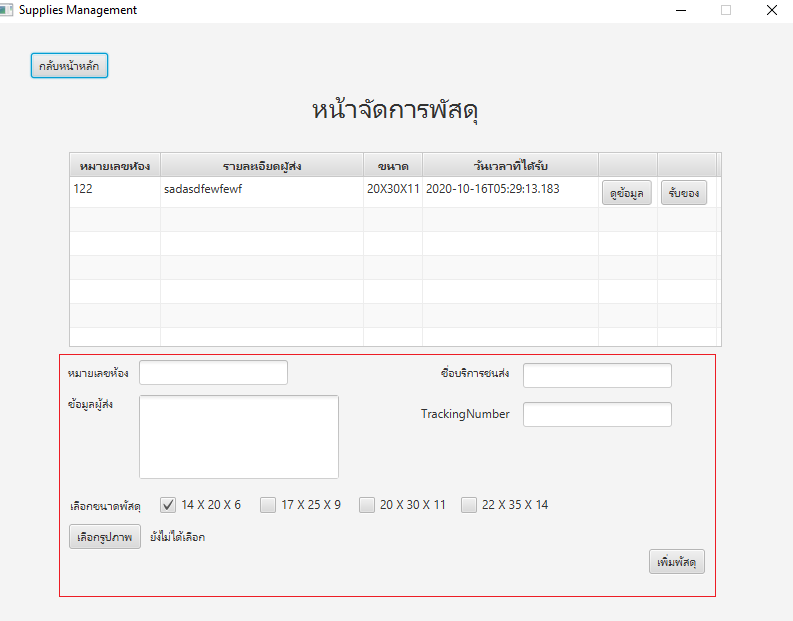 Supplies Management
กลับหน้าหลัก
หน้าจัดการพัสดุ
หมายเลขห้อง รายละเอียดผู้ส่ง ขนาด วันเวลาที่ได้รับ
122 sadasdfewfewf 20X30X11 2020-10-16T05:29:13.183 ดูข้อมูล รับของ
หมายเลขห้อง ชื่อบริการขนส่ง
ข้อมูลผู้ส่ง TrackingNumber
เลือกขนาดพัสดุ 14 X 20 X 6 17 X 25 X 9 20 X 30 X 11 22 X 35 X 14
เลือกรูปภาพ ยังไม่ได้เลือก
เพิ่มพัสดุ